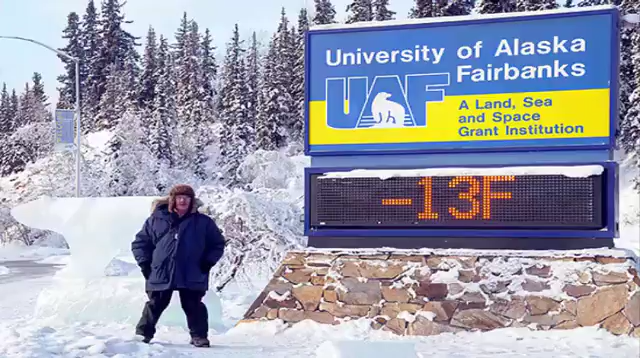 University of Alaska
Fairbanks
UAF
A Land, Sea
and Space
Grant Institution
-13F